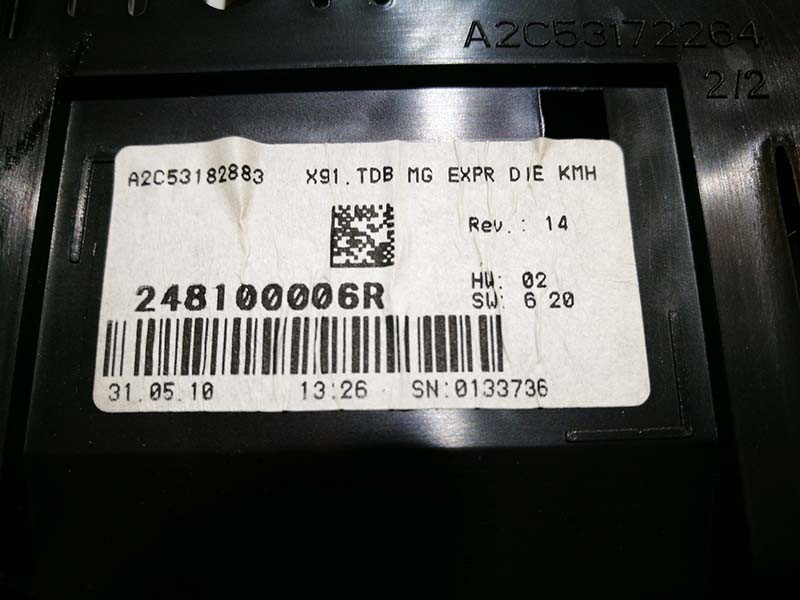 A2C53172264
2/2
A2C53182883 X91.TDB MG EXPR DIE KMH
Rev.: 14
HW: 02
248100006R SW: 6 20
31.05.10 13:26 SN:0133736